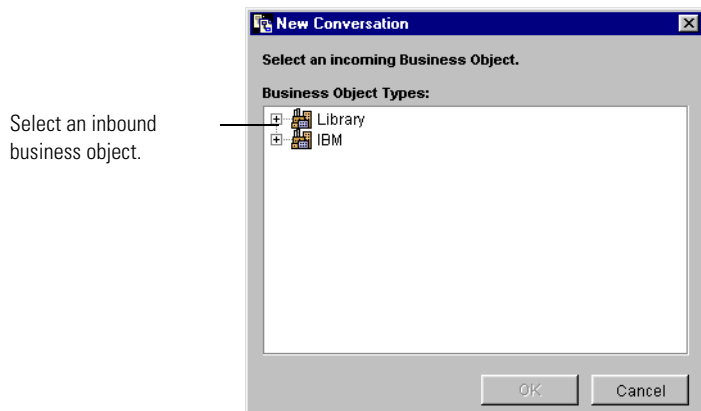 New Conversation
Select an incoming Business Object.
Business Object Types:
Select an inbound
business object.
Library
IBM
OK
Cancel